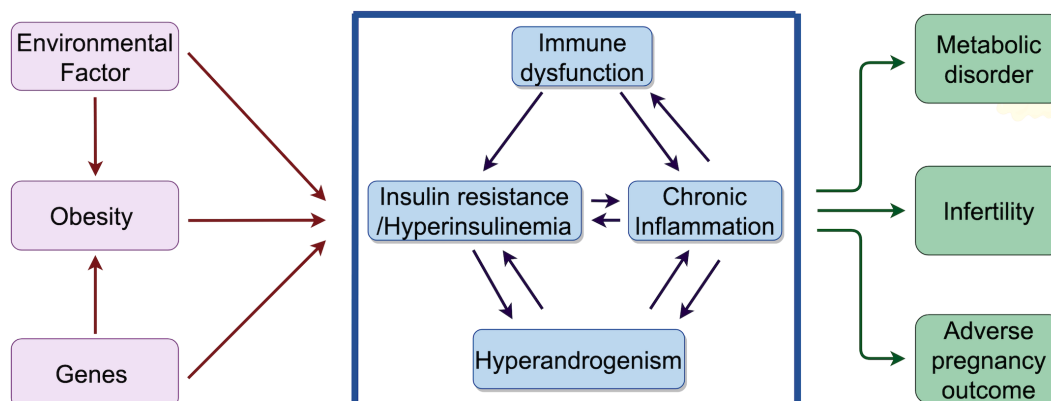 Environmental
Factor
Obesity
Genes
Immune
dysfunction
Insulin resistance
/Hyperinsulinemia
Chronic
Inflammation
Hyperandrogenism
Metabolic
disorder
Infertility
Adverse
pregnancy
outcome